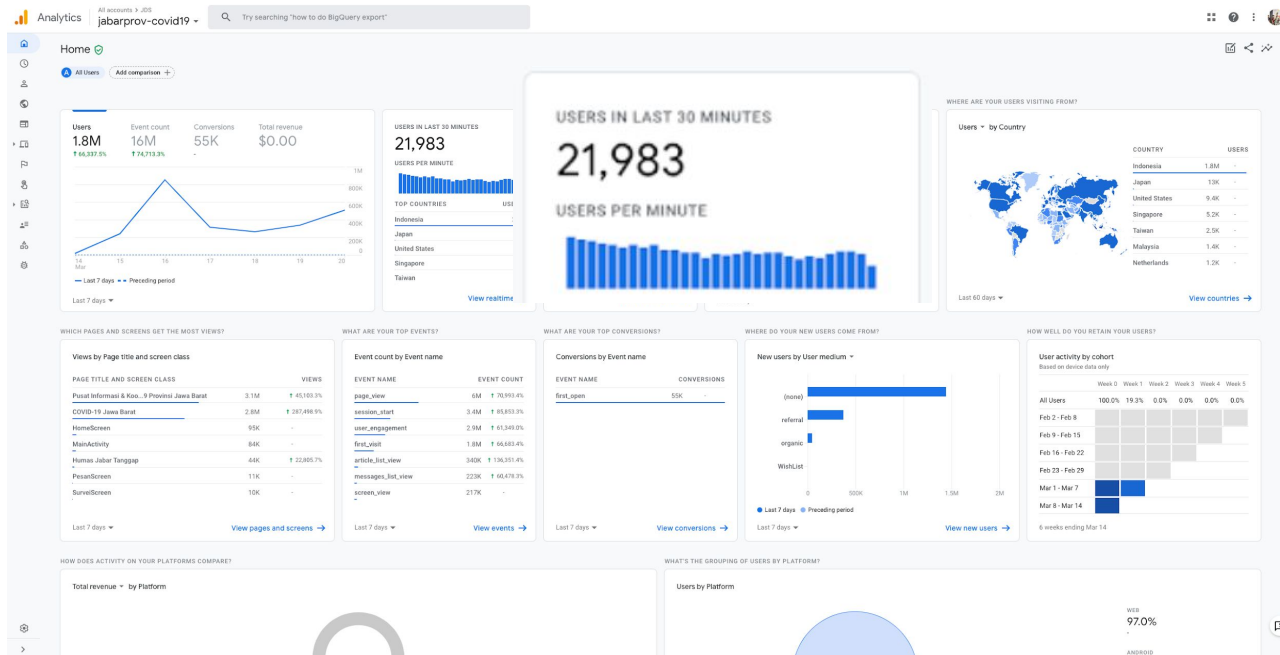 Analytics
All accounts > JDS
jabarprov-covid19
Try searching "how to do BigQuery export"
Home
A All Users
Add comparison +
Users
1.8M
↑ 66,337.5%
Event count
16M
↑ 74,713.3%
Conversions
55K
-
Total revenue
$0.00
1M
800K
600K
400K
200K
0
14 Mar
15
16
17
18
19
20
Last 7 days
Preceding period
Last 7 days
USERS IN LAST 30 MINUTES
21,983
USERS PER MINUTE
TOP COUNTRIES
Indonesia
Japan
United States
Singapore
Taiwan
View realtime
USERS IN LAST 30 MINUTES
21,983
USERS PER MINUTE
WHERE ARE YOUR USERS VISITING FROM?
Users by Country
COUNTRY USERS
Indonesia 1.8M -
Japan 13K -
United States 9.4K -
Singapore 5.2K -
Taiwan 2.5K -
Malaysia 1.4K -
Netherlands 1.2K -
Last 60 days
View countries →
WHICH PAGES AND SCREENS GET THE MOST VIEWS?
Views by Page title and screen class
PAGE TITLE AND SCREEN CLASS VIEWS
Pusat Informasi & Koo...9 Provinsi Jawa Barat 3.1M ↑ 45,103.3%
COVID-19 Jawa Barat 2.8M ↑ 287,498.9%
HomeScreen 95K -
MainActivity 84K -
Humas Jabar Tanggap 44K ↑ 22,805.7%
PesanScreen 11K -
SurveiScreen 10K -
Last 7 days
View pages and screens →
WHAT ARE YOUR TOP EVENTS?
Event count by Event name
EVENT NAME EVENT COUNT
page_view 6M ↑ 70,993.4%
session_start 3.4M ↑ 85,853.3%
user_engagement 2.9M ↑ 61,349.0%
first_visit 1.8M ↑ 66,683.4%
article_list_view 340K ↑ 136,351.4%
messages_list_view 223K ↑ 60,478.3%
screen_view 217K -
Last 7 days
View events →
WHAT ARE YOUR TOP CONVERSIONS?
Conversions by Event name
EVENT NAME CONVERSIONS
first_open 55K -
Last 7 days
View conversions →
WHERE DO YOUR NEW USERS COME FROM?
New users by User medium
(none)
referral
organic
WishList
0 500K 1M 1.5M 2M
Last 7 days
Preceding period
Last 7 days
View new users →
HOW WELL DO YOU RETAIN YOUR USERS?
User activity by cohort
Based on device data only
Week 0 Week 1 Week 2 Week 3 Week 4 Week 5
All Users 100.0% 19.3% 0.0% 0.0% 0.0% 0.0%
Feb 2 - Feb 8
Feb 9 - Feb 15
Feb 16 - Feb 22
Feb 23 - Feb 29
Mar 1 - Mar 7
Mar 8 - Mar 14
6 weeks ending Mar 14
HOW DOES ACTIVITY ON YOUR PLATFORMS COMPARE?
Total revenue by Platform
WHAT'S THE GROUPING OF USERS BY PLATFORM?
Users by Platform
WEB
97.0%
-
ANDROID